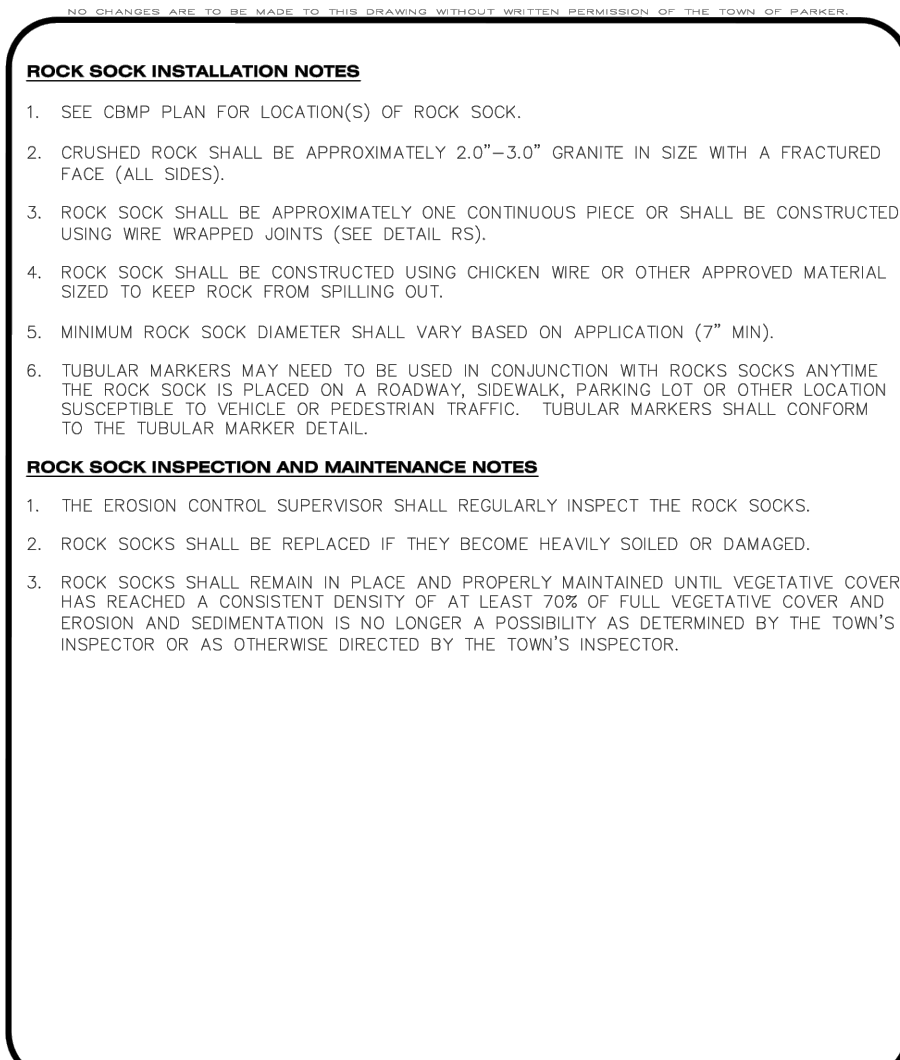 NO CHANGES ARE TO BE MADE TO THIS DRAWING WITHOUT WRITTEN PERMISSION OF THE TOWN OF PARKER.
ROCK SOCK INSTALLATION NOTES
1. SEE CBMP PLAN FOR LOCATION(S) OF ROCK SOCK.
2. CRUSHED ROCK SHALL BE APPROXIMATELY 2.0"–3.0" GRANITE IN SIZE WITH A FRACTURED
FACE (ALL SIDES).
3. ROCK SOCK SHALL BE APPROXIMATELY ONE CONTINUOUS PIECE OR SHALL BE CONSTRUCTED
USING WIRE WRAPPED JOINTS (SEE DETAIL RS).
4. ROCK SOCK SHALL BE CONSTRUCTED USING CHICKEN WIRE OR OTHER APPROVED MATERIAL
SIZED TO KEEP ROCK FROM SPILLING OUT.
5. MINIMUM ROCK SOCK DIAMETER SHALL VARY BASED ON APPLICATION (7" MIN).
6. TUBULAR MARKERS MAY NEED TO BE USED IN CONJUNCTION WITH ROCKS SOCKS ANYTIME
THE ROCK SOCK IS PLACED ON A ROADWAY, SIDEWALK, PARKING LOT OR OTHER LOCATION
SUSCEPTIBLE TO VEHICLE OR PEDESTRIAN TRAFFIC. TUBULAR MARKERS SHALL CONFORM
TO THE TUBULAR MARKER DETAIL.
ROCK SOCK INSPECTION AND MAINTENANCE NOTES
1. THE EROSION CONTROL SUPERVISOR SHALL REGULARLY INSPECT THE ROCK SOCKS.
2. ROCK SOCKS SHALL BE REPLACED IF THEY BECOME HEAVILY SOILED OR DAMAGED.
3. ROCK SOCKS SHALL REMAIN IN PLACE AND PROPERLY MAINTAINED UNTIL VEGETATIVE COVER
HAS REACHED A CONSISTENT DENSITY OF AT LEAST 70% OF FULL VEGETATIVE COVER AND
EROSION AND SEDIMENTATION IS NO LONGER A POSSIBILITY AS DETERMINED BY THE TOWN'S
INSPECTOR OR AS OTHERWISE DIRECTED BY THE TOWN'S INSPECTOR.